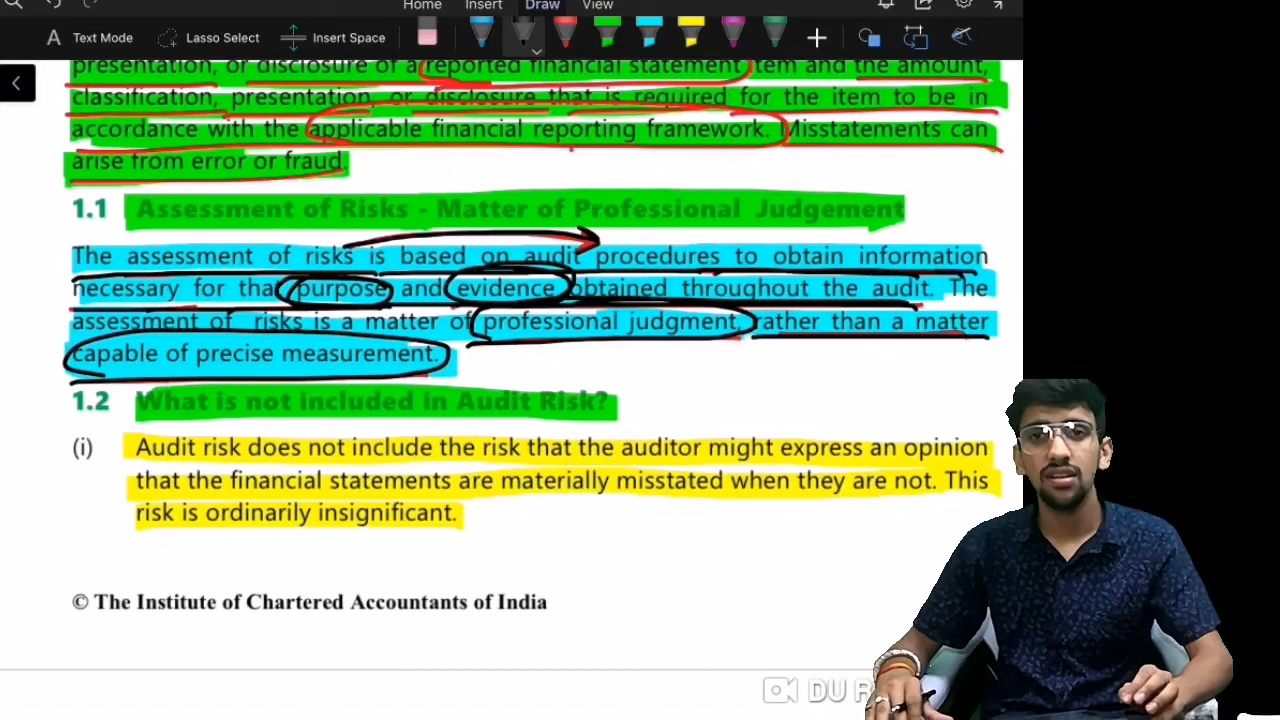 Home Insert Draw View
Text Mode Lasso Select Insert Space
presentation, or disclosure of a reported financial statement item and the amount,
classification, presentation, or disclosure that is required for the item to be in
accordance with the applicable financial reporting framework. Misstatements can
arise from error or fraud.
1.1 Assessment of Risks - Matter of Professional Judgement
The assessment of risks is based on audit procedures to obtain information
necessary for that purpose and evidence obtained throughout the audit. The
assessment of risks is a matter of professional judgment, rather than a matter
capable of precise measurement.
1.2 What is not included in Audit Risk?
(i) Audit risk does not include the risk that the auditor might express an opinion
that the financial statements are materially misstated when they are not. This
risk is ordinarily insignificant.
© The Institute of Chartered Accountants of India
DU